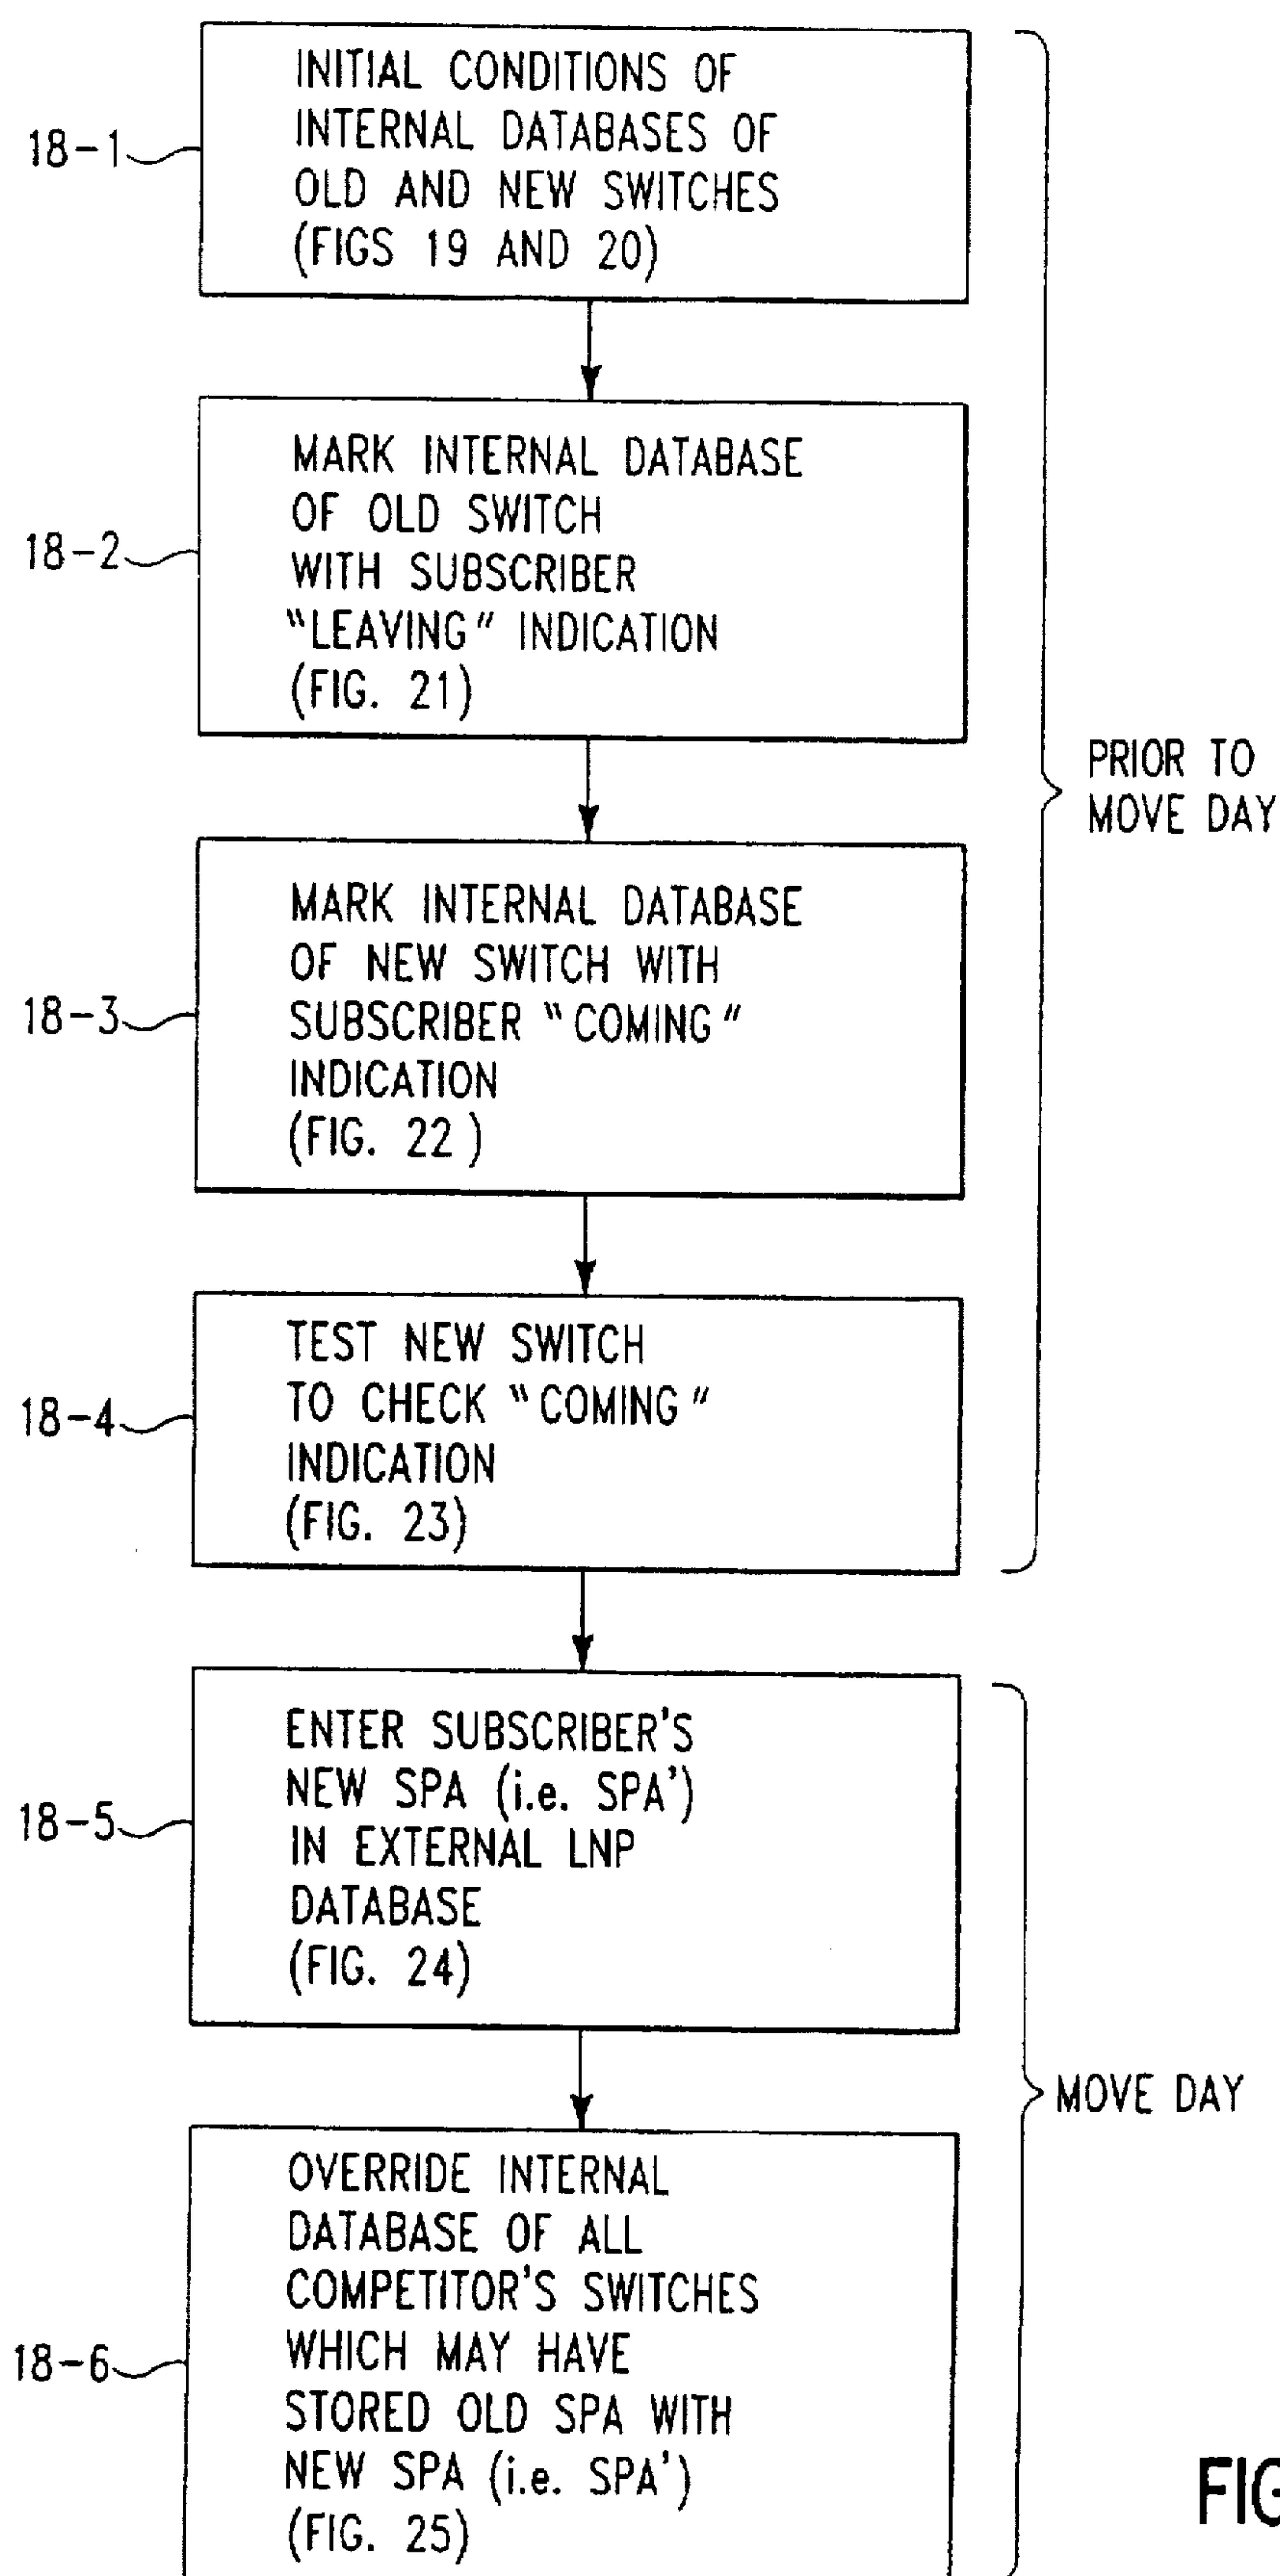 18-1
INITIAL CONDITIONS OF
INTERNAL DATABASES OF
OLD AND NEW SWITCHES
(FIGS 19 AND 20)
18-2
MARK INTERNAL DATABASE
OF OLD SWITCH
WITH SUBSCRIBER
"LEAVING" INDICATION
(FIG. 21)
18-3
MARK INTERNAL DATABASE
OF NEW SWITCH WITH
SUBSCRIBER "COMING"
INDICATION
(FIG. 22)
18-4
TEST NEW SWITCH
TO CHECK "COMING"
INDICATION
(FIG. 23)
PRIOR TO
MOVE DAY
18-5
ENTER SUBSCRIBER'S
NEW SPA (i.e. SPA')
IN EXTERNAL LNP
DATABASE
(FIG. 24)
18-6
OVERRIDE INTERNAL
DATABASE OF ALL
COMPETITOR'S SWITCHES
WHICH MAY HAVE
STORED OLD SPA WITH
NEW SPA (i.e. SPA')
(FIG. 25)
MOVE DAY
FIG